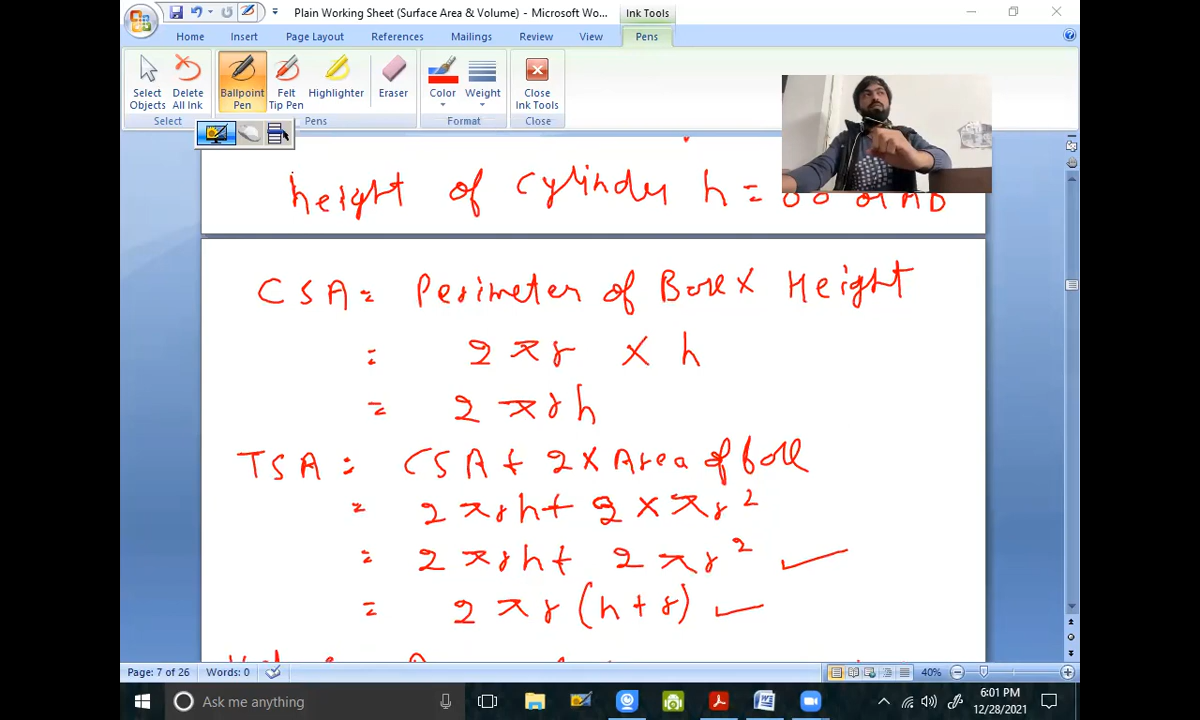 Plain Working Sheet (Surface Area & Volume) - Microsoft Wo...
Ink Tools
Home Insert Page Layout References Mailings Review View Pens
Select Objects
Delete All Ink
Ballpoint Pen
Felt Tip Pen
Highlighter
Eraser
Color
Weight
Close Ink Tools
Select Pens Format Close
height of cylinder h =
CSA = Perimeter of Base X Height
= 2πr × h
= 2πrh
TSA = CSA + 2 × Area of base
= 2πrh + 2 × πr²
= 2πrh + 2πr² ✓
= 2πr (h + r) ✓
Page: 7 of 26 Words: 0 40%
Ask me anything
6:01 PM
12/28/2021